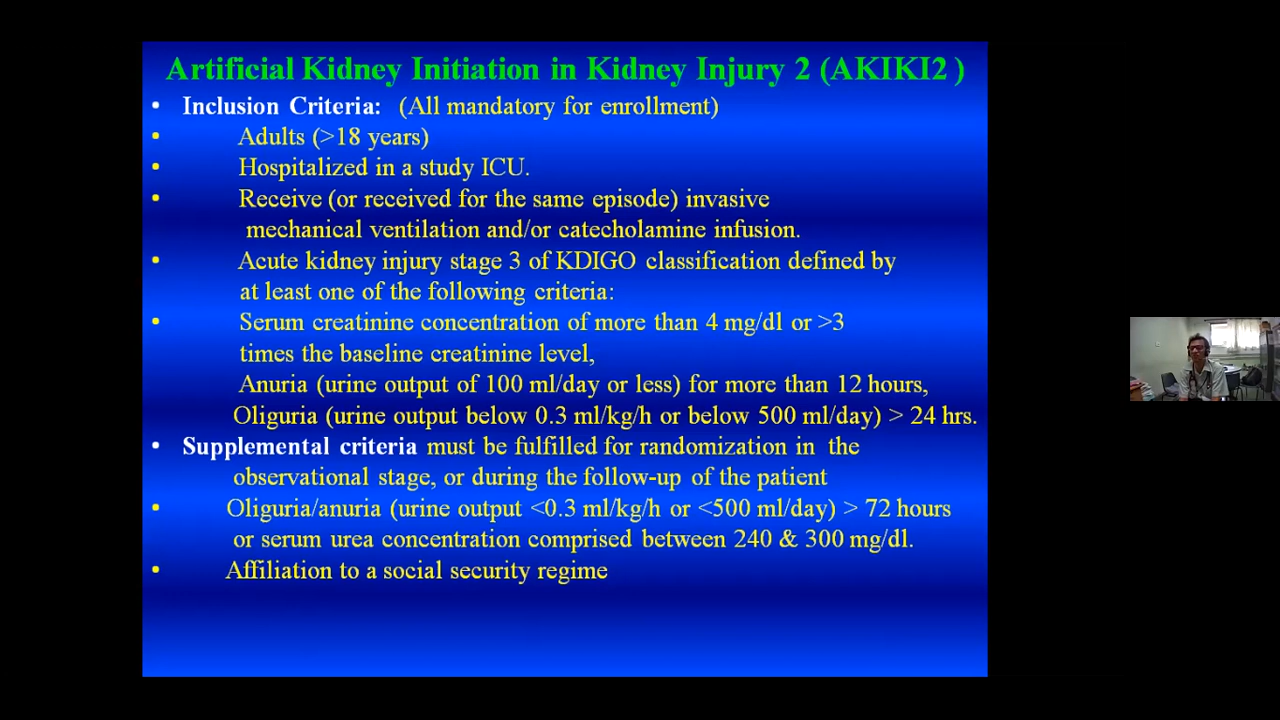 Artificial Kidney Initiation in Kidney Injury 2 (AKIKI2 )
• Inclusion Criteria: (All mandatory for enrollment)
• Adults (>18 years)
• Hospitalized in a study ICU.
• Receive (or received for the same episode) invasive
mechanical ventilation and/or catecholamine infusion.
• Acute kidney injury stage 3 of KDIGO classification defined by
at least one of the following criteria:
• Serum creatinine concentration of more than 4 mg/dl or >3
times the baseline creatinine level,
Anuria (urine output of 100 ml/day or less) for more than 12 hours,
Oliguria (urine output below 0.3 ml/kg/h or below 500 ml/day) > 24 hrs.
• Supplemental criteria must be fulfilled for randomization in the
observational stage, or during the follow-up of the patient
• Oliguria/anuria (urine output <0.3 ml/kg/h or <500 ml/day) > 72 hours
or serum urea concentration comprised between 240 & 300 mg/dl.
• Affiliation to a social security regime